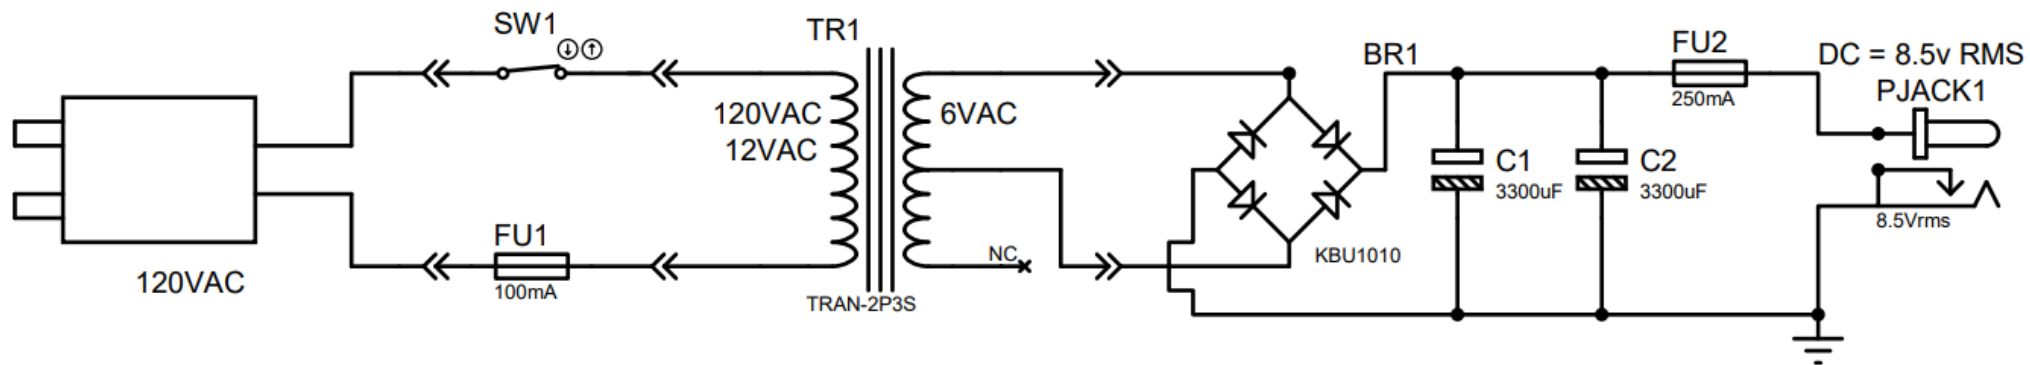 SW1
TR1
BR1
FU2
DC = 8.5v RMS
250mA
PJACK1
120VAC
12VAC
6VAC
C1
3300uF
C2
3300uF
8.5Vrms
FU1
100mA
NC
KBU1010
120VAC
TRAN-2P3S